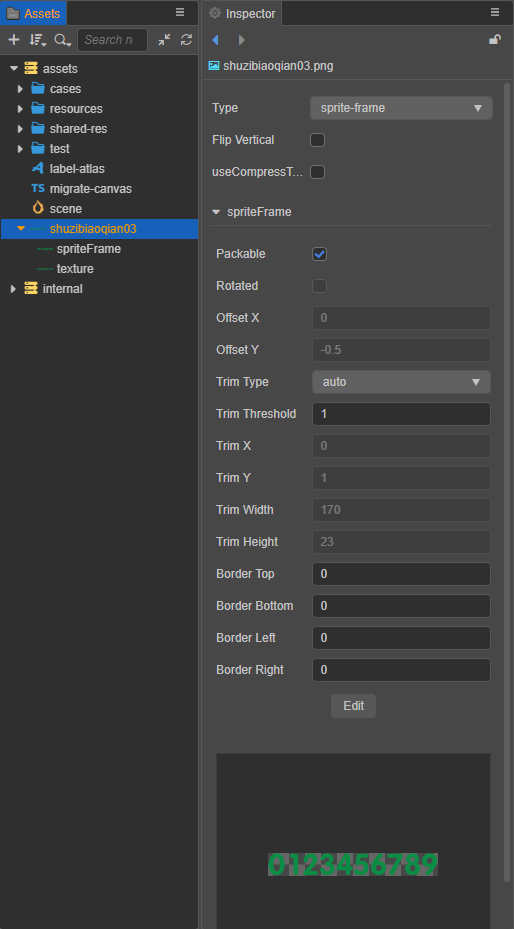 Assets
Search n
assets
cases
resources
shared-res
test
label-atlas
TS migrate-canvas
scene
shuzibiaoqian03
spriteFrame
texture
internal
Inspector
shuzibiaoqian03.png
Type sprite-frame
Flip Vertical
useCompressT...
spriteFrame
Packable
Rotated
Offset X 0
Offset Y -0.5
Trim Type auto
Trim Threshold 1
Trim X 0
Trim Y 1
Trim Width 170
Trim Height 23
Border Top 0
Border Bottom 0
Border Left 0
Border Right 0
Edit
0123456789